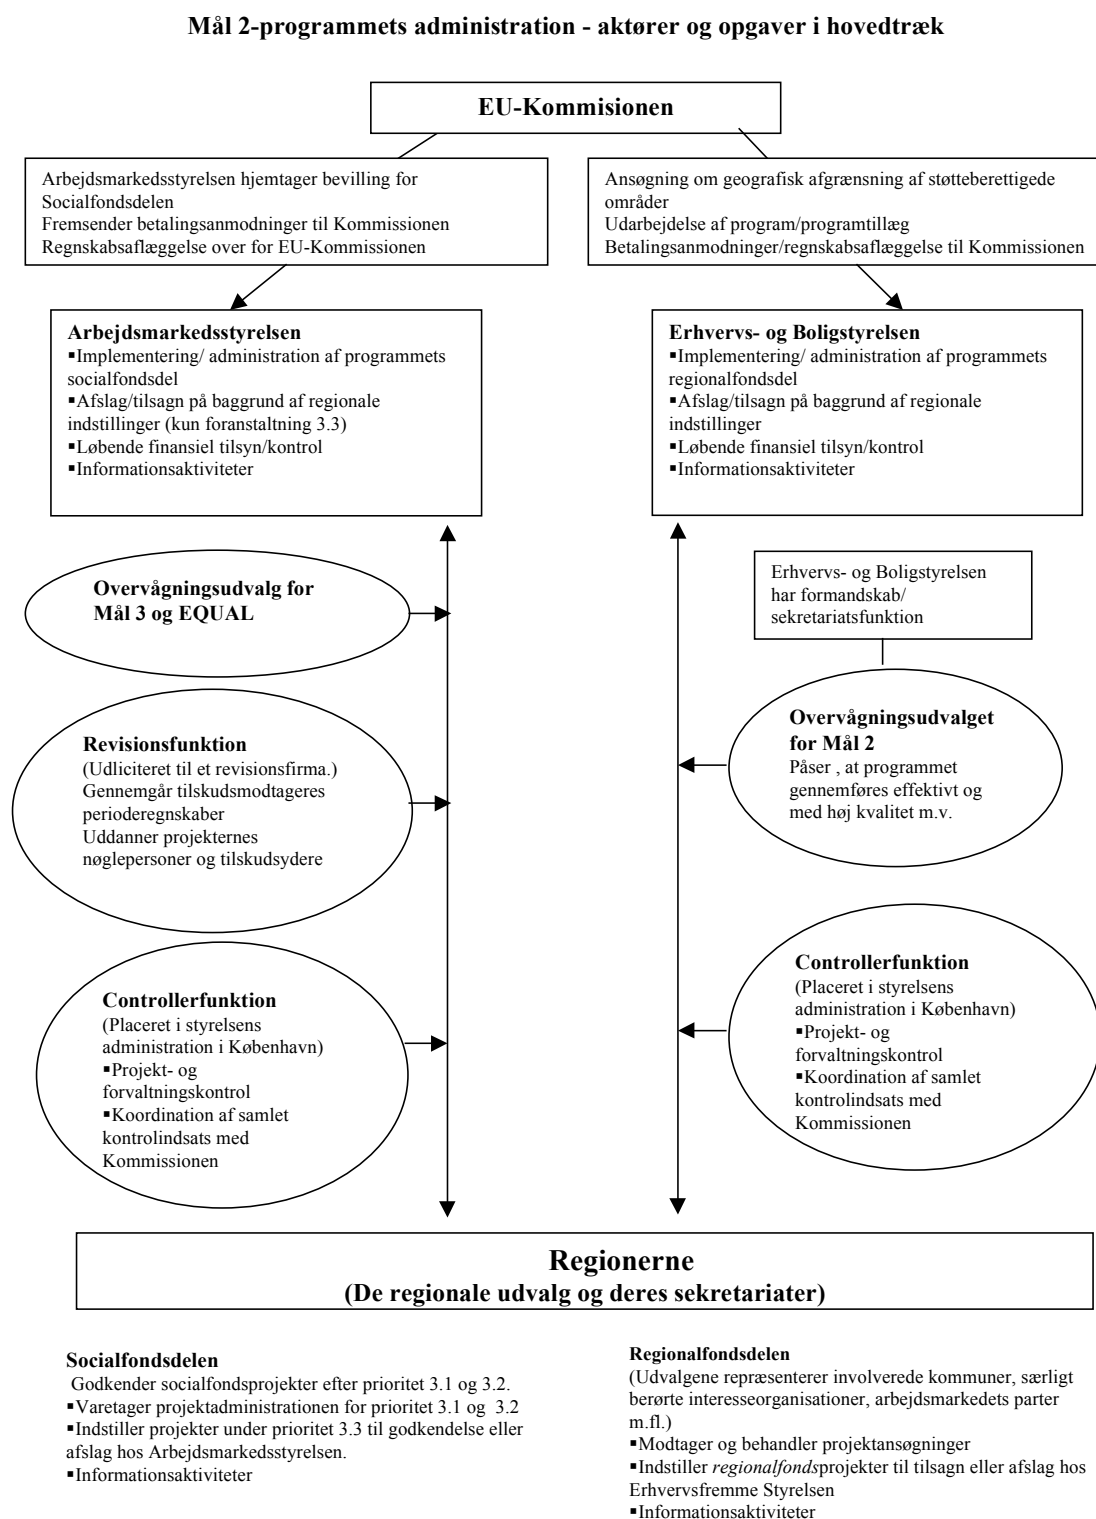 Mål 2-programmets administration - aktører og opgaver i hovedtræk
EU-Kommisionen
Arbejdsmarkedsstyrelsen hjemtager bevilling for
Socialfondsdelen
Fremsender betalingsanmodninger til Kommissionen
Regnskabsaflæggelse over for EU-Kommissionen
Ansøgning om geografisk afgrænsning af støtteberettigede
områder
Udarbejdelse af program/programtillæg
Betalingsanmodninger/regnskabsaflæggelse til Kommissionen
Arbejdsmarkedsstyrelsen
▪Implementering/ administration af programmets
socialfondsdel
▪Afslag/tilsagn på baggrund af regionale
indstillinger (kun foranstaltning 3.3)
▪Løbende finansiel tilsyn/kontrol
▪Informationsaktiviteter
Erhvervs- og Boligstyrelsen
▪Implementering/ administration af programmets
regionalfondsdel
▪Afslag/tilsagn på baggrund af regionale
indstillinger
▪Løbende finansiel tilsyn/kontrol
▪Informationsaktiviteter
Overvågningsudvalg for
Mål 3 og EQUAL
Erhvervs- og Boligstyrelsen
har formandskab/
sekretariatsfunktion
Revisionsfunktion
(Udliciteret til et revisionsfirma.)
Gennemgår tilskudsmodtageres
perioderegnskaber
Uddanner projekternes
nøglepersoner og tilskudsydere
Overvågningsudvalget
for Mål 2
Påser , at programmet
gennemføres effektivt og
med høj kvalitet m.v.
Controllerfunktion
(Placeret i styrelsens
administration i København)
▪Projekt- og
forvaltningskontrol
▪Koordination af samlet
kontrolindsats med
Kommissionen
Controllerfunktion
(Placeret i styrelsens
administration i København)
▪Projekt- og
forvaltningskontrol
▪Koordination af samlet
kontrolindsats med
Kommissionen
Regionerne
(De regionale udvalg og deres sekretariater)
Socialfondsdelen
Godkender socialfondsprojekter efter prioritet 3.1 og 3.2.
▪Varetager projektadministrationen for prioritet 3.1 og 3.2
▪Indstiller projekter under prioritet 3.3 til godkendelse eller
afslag hos Arbejdsmarkedsstyrelsen.
▪Informationsaktiviteter
Regionalfondsdelen
(Udvalgene repræsenterer involverede kommuner, særligt
berørte interesseorganisationer, arbejdsmarkedets parter
m.fl.)
▪Modtager og behandler projektansøgninger
▪Indstiller regionalfondsprojekter til tilsagn eller afslag hos
Erhvervsfremme Styrelsen
▪Informationsaktiviteter